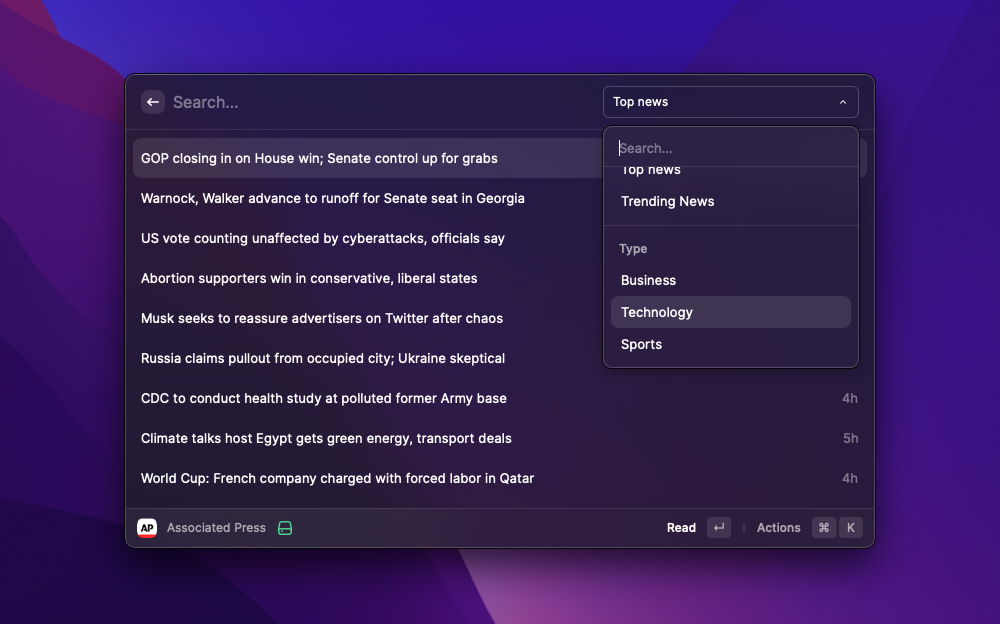 Search...
Top news
Search...
Top news
Trending News
Type
Business
Technology
Sports
GOP closing in on House win; Senate control up for grabs
Warnock, Walker advance to runoff for Senate seat in Georgia
US vote counting unaffected by cyberattacks, officials say
Abortion supporters win in conservative, liberal states
Musk seeks to reassure advertisers on Twitter after chaos
Russia claims pullout from occupied city; Ukraine skeptical
CDC to conduct health study at polluted former Army base 4h
Climate talks host Egypt gets green energy, transport deals 5h
World Cup: French company charged with forced labor in Qatar 4h
AP Associated Press Read ↵ Actions ⌘ K